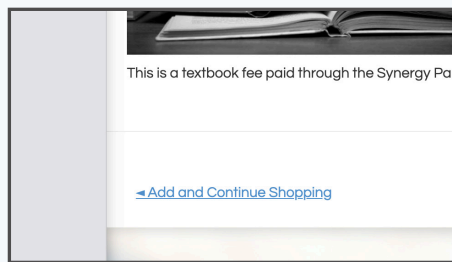 This is a textbook fee paid through the Synergy Pa
◄ Add and Continue Shopping